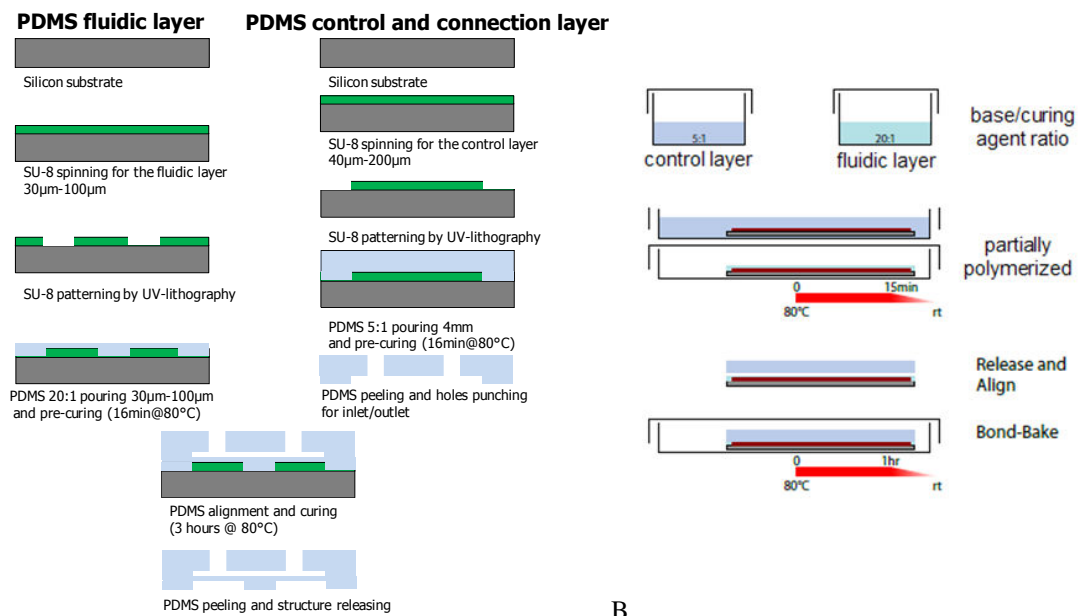 PDMS fluidic layer
Silicon substrate
SU-8 spinning for the fluidic layer
30µm-100µm
SU-8 patterning by UV-lithography
PDMS 20:1 pouring 30µm-100µm
and pre-curing (16min@80°C)
PDMS control and connection layer
Silicon substrate
SU-8 spinning for the control layer
40µm-200µm
SU-8 patterning by UV-lithography
PDMS 5:1 pouring 4mm
and pre-curing (16min@80°C)
PDMS peeling and holes punching
for inlet/outlet
PDMS alignment and curing
(3 hours @ 80°C)
PDMS peeling and structure releasing
5:1
control layer
20:1
fluidic layer
base/curing
agent ratio
partially
polymerized
0 15min
80°C rt
Release and
Align
Bond-Bake
0 1hr
80°C rt
B